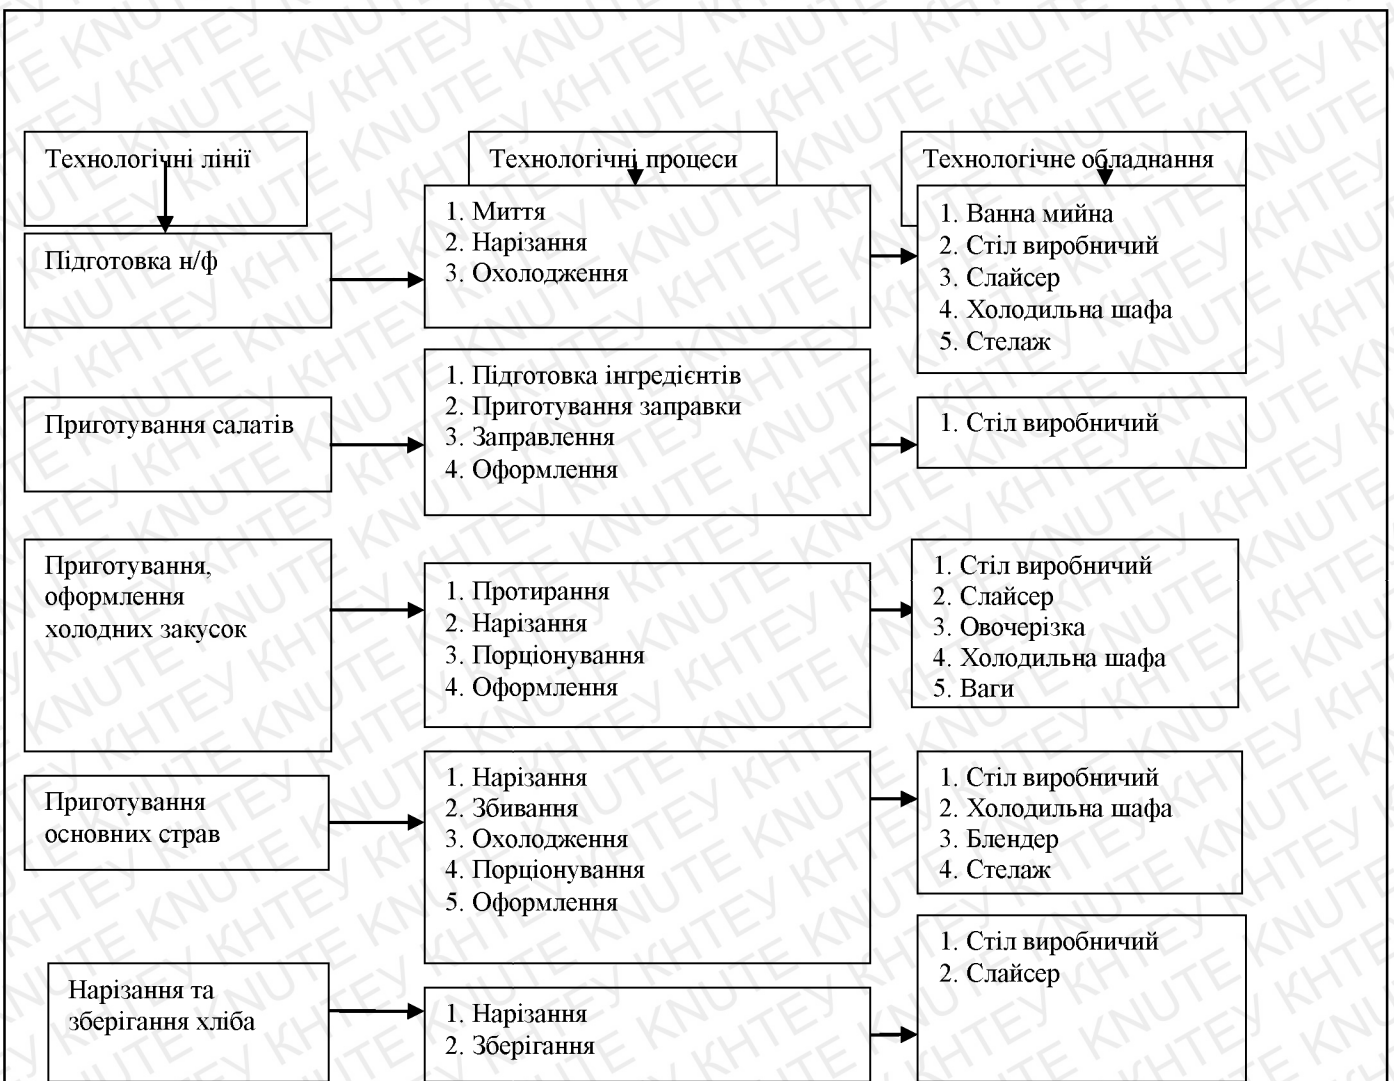 Технологічні лінії
Технологічні процеси
Технологічне обладнання
Підготовка н/ф
1. Миття
2. Нарізання
3. Охолодження
1. Ванна мийна
2. Стіл виробничий
3. Слайсер
4. Холодильна шафа
5. Стелаж
Приготування салатів
1. Підготовка інгредієнтів
2. Приготування заправки
3. Заправлення
4. Оформлення
1. Стіл виробничий
Приготування,
оформлення
холодних закусок
1. Протирання
2. Нарізання
3. Порціонування
4. Оформлення
1. Стіл виробничий
2. Слайсер
3. Овочерізка
4. Холодильна шафа
5. Ваги
Приготування
основних страв
1. Нарізання
2. Збивання
3. Охолодження
4. Порціонування
5. Оформлення
1. Стіл виробничий
2. Холодильна шафа
3. Блендер
4. Стелаж
Нарізання та
зберігання хліба
1. Нарізання
2. Зберігання
1. Стіл виробничий
2. Слайсер